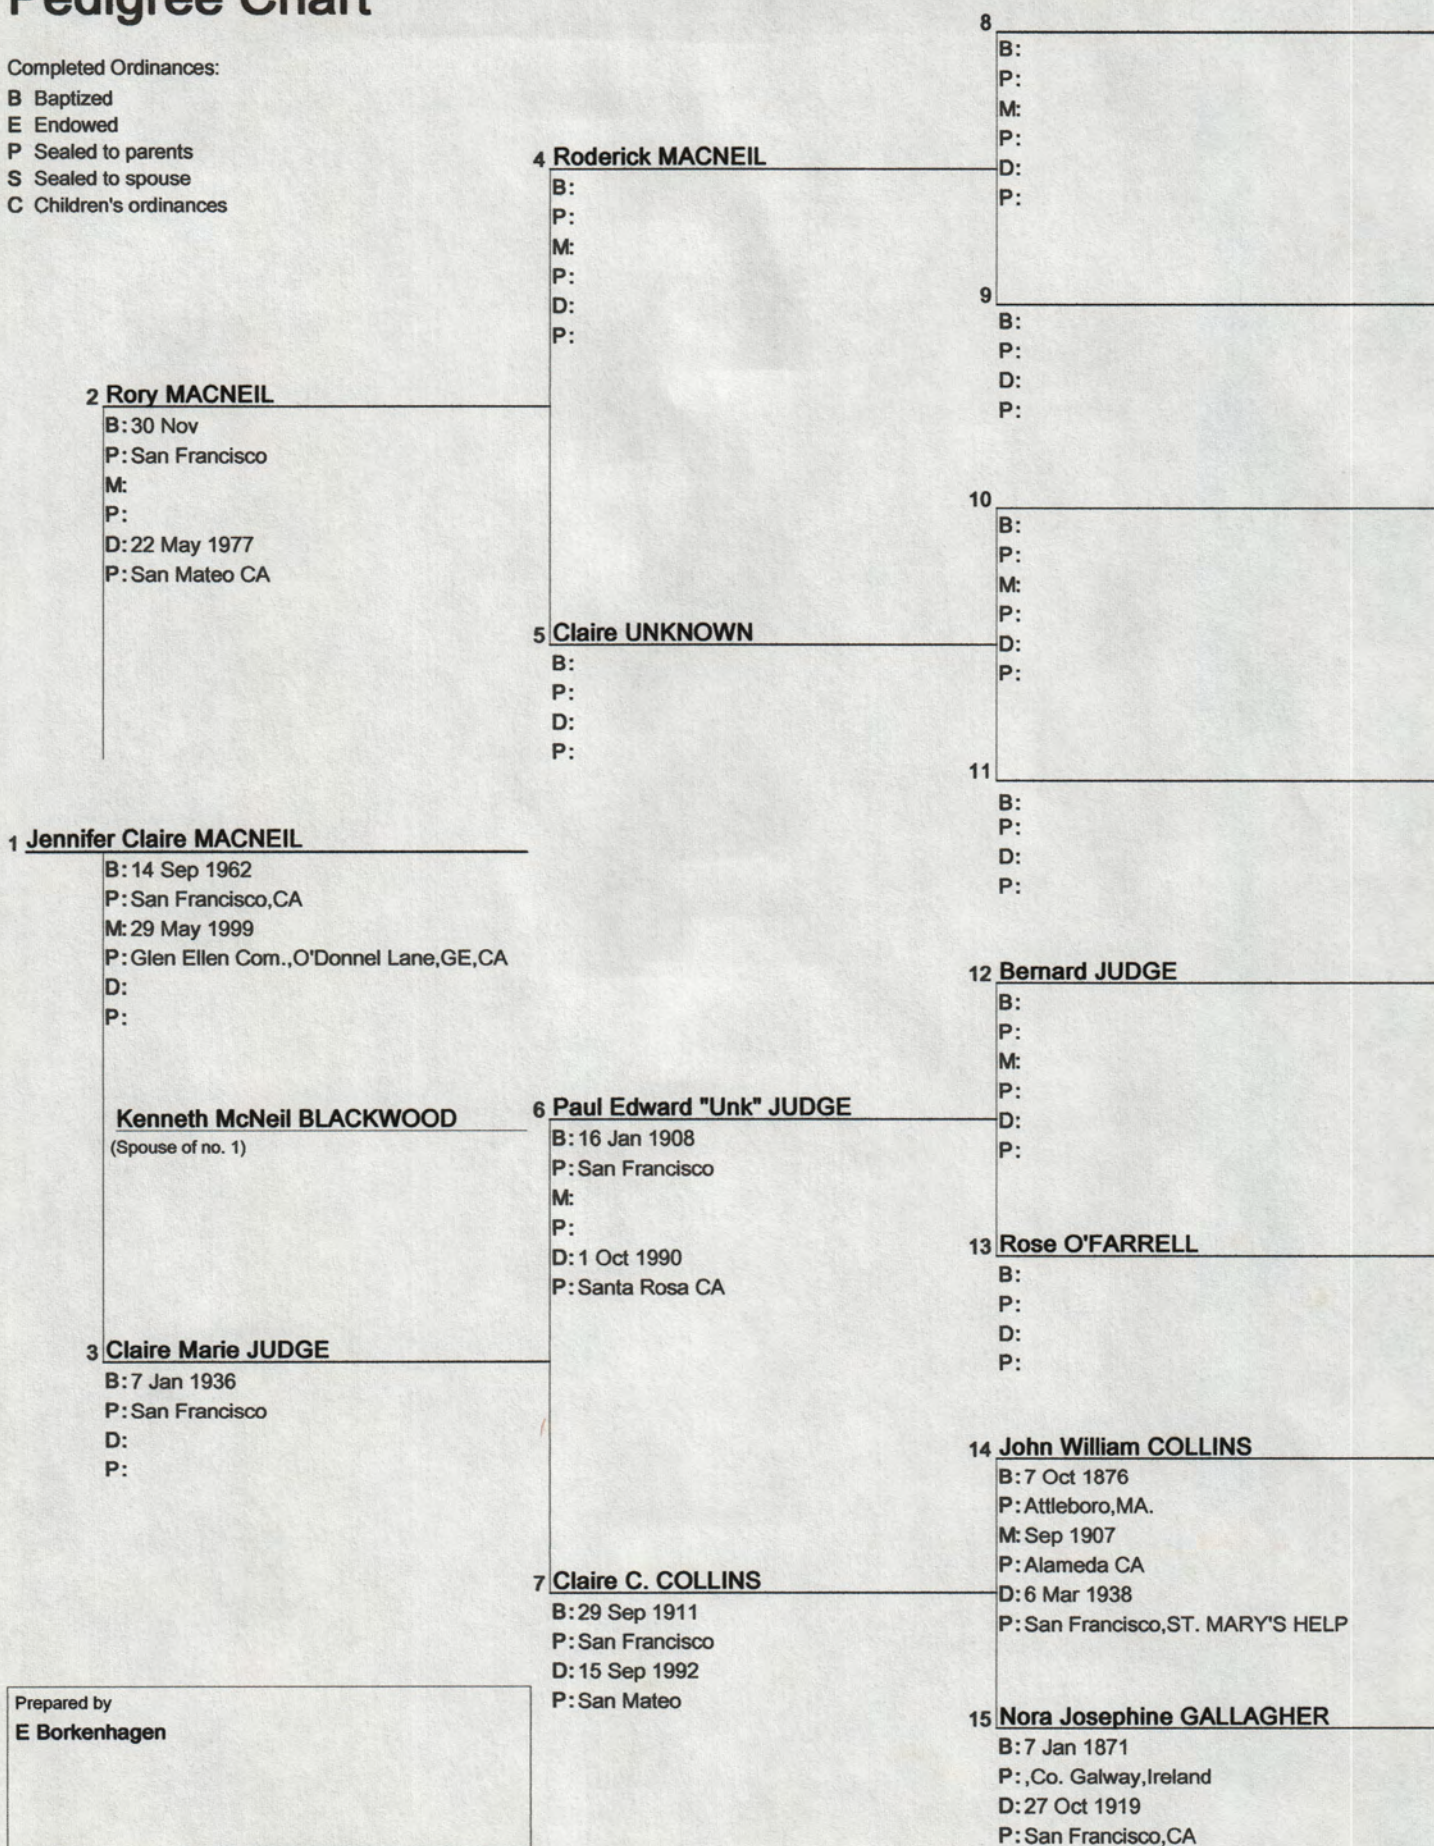 Pedigree Chart
Completed Ordinances:
B Baptized
E Endowed
P Sealed to parents
S Sealed to spouse
C Children's ordinances
2 Rory MACNEIL
B: 30 Nov
P: San Francisco
M:
P:
D: 22 May 1977
P: San Mateo CA
1 Jennifer Claire MACNEIL
B: 14 Sep 1962
P: San Francisco,CA
M: 29 May 1999
P: Glen Ellen Com.,O'Donnel Lane,GE,CA
D:
P:
Kenneth McNeil BLACKWOOD
(Spouse of no. 1)
3 Claire Marie JUDGE
B: 7 Jan 1936
P: San Francisco
D:
P:
Prepared by
E Borkenhagen
4 Roderick MACNEIL
B:
P:
M:
P:
D:
P:
5 Claire UNKNOWN
B:
P:
D:
P:
6 Paul Edward "Unk" JUDGE
B: 16 Jan 1908
P: San Francisco
M:
P:
D: 1 Oct 1990
P: Santa Rosa CA
7 Claire C. COLLINS
B: 29 Sep 1911
P: San Francisco
D: 15 Sep 1992
P: San Mateo
8
B:
P:
M:
P:
D:
P:
9
B:
P:
D:
P:
10
B:
P:
M:
P:
D:
P:
11
B:
P:
D:
P:
12 Bernard JUDGE
B:
P:
M:
P:
D:
P:
13 Rose O'FARRELL
B:
P:
D:
P:
14 John William COLLINS
B: 7 Oct 1876
P: Attleboro,MA.
M: Sep 1907
P: Alameda CA
D: 6 Mar 1938
P: San Francisco,ST. MARY'S HELP
15 Nora Josephine GALLAGHER
B: 7 Jan 1871
P: ,Co. Galway,Ireland
D: 27 Oct 1919
P: San Francisco,CA